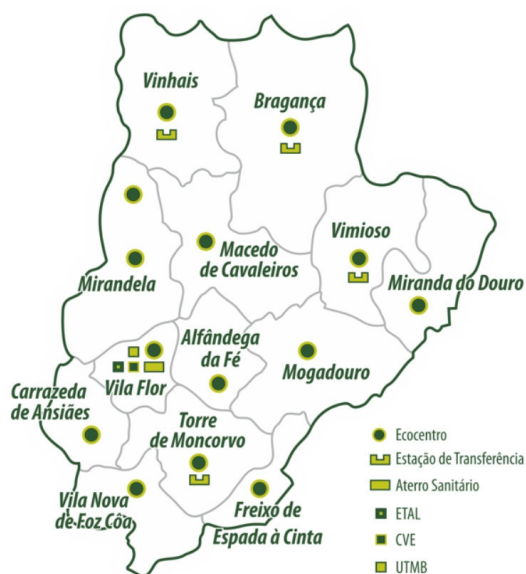 Vinhais
Bragança
Vimioso
Macedo
de Cavaleiros
Mirandela
Miranda do Douro
Alfândega
da Fé
Mogadouro
Vila Flor
Carrazeda
de Ansiães
Torre
de Moncorvo
Vila Nova
de Foz Côa
Freixo de
Espada à Cinta
Ecocentro
Estação de Transferência
Aterro Sanitário
ETAL
CVE
UTMB